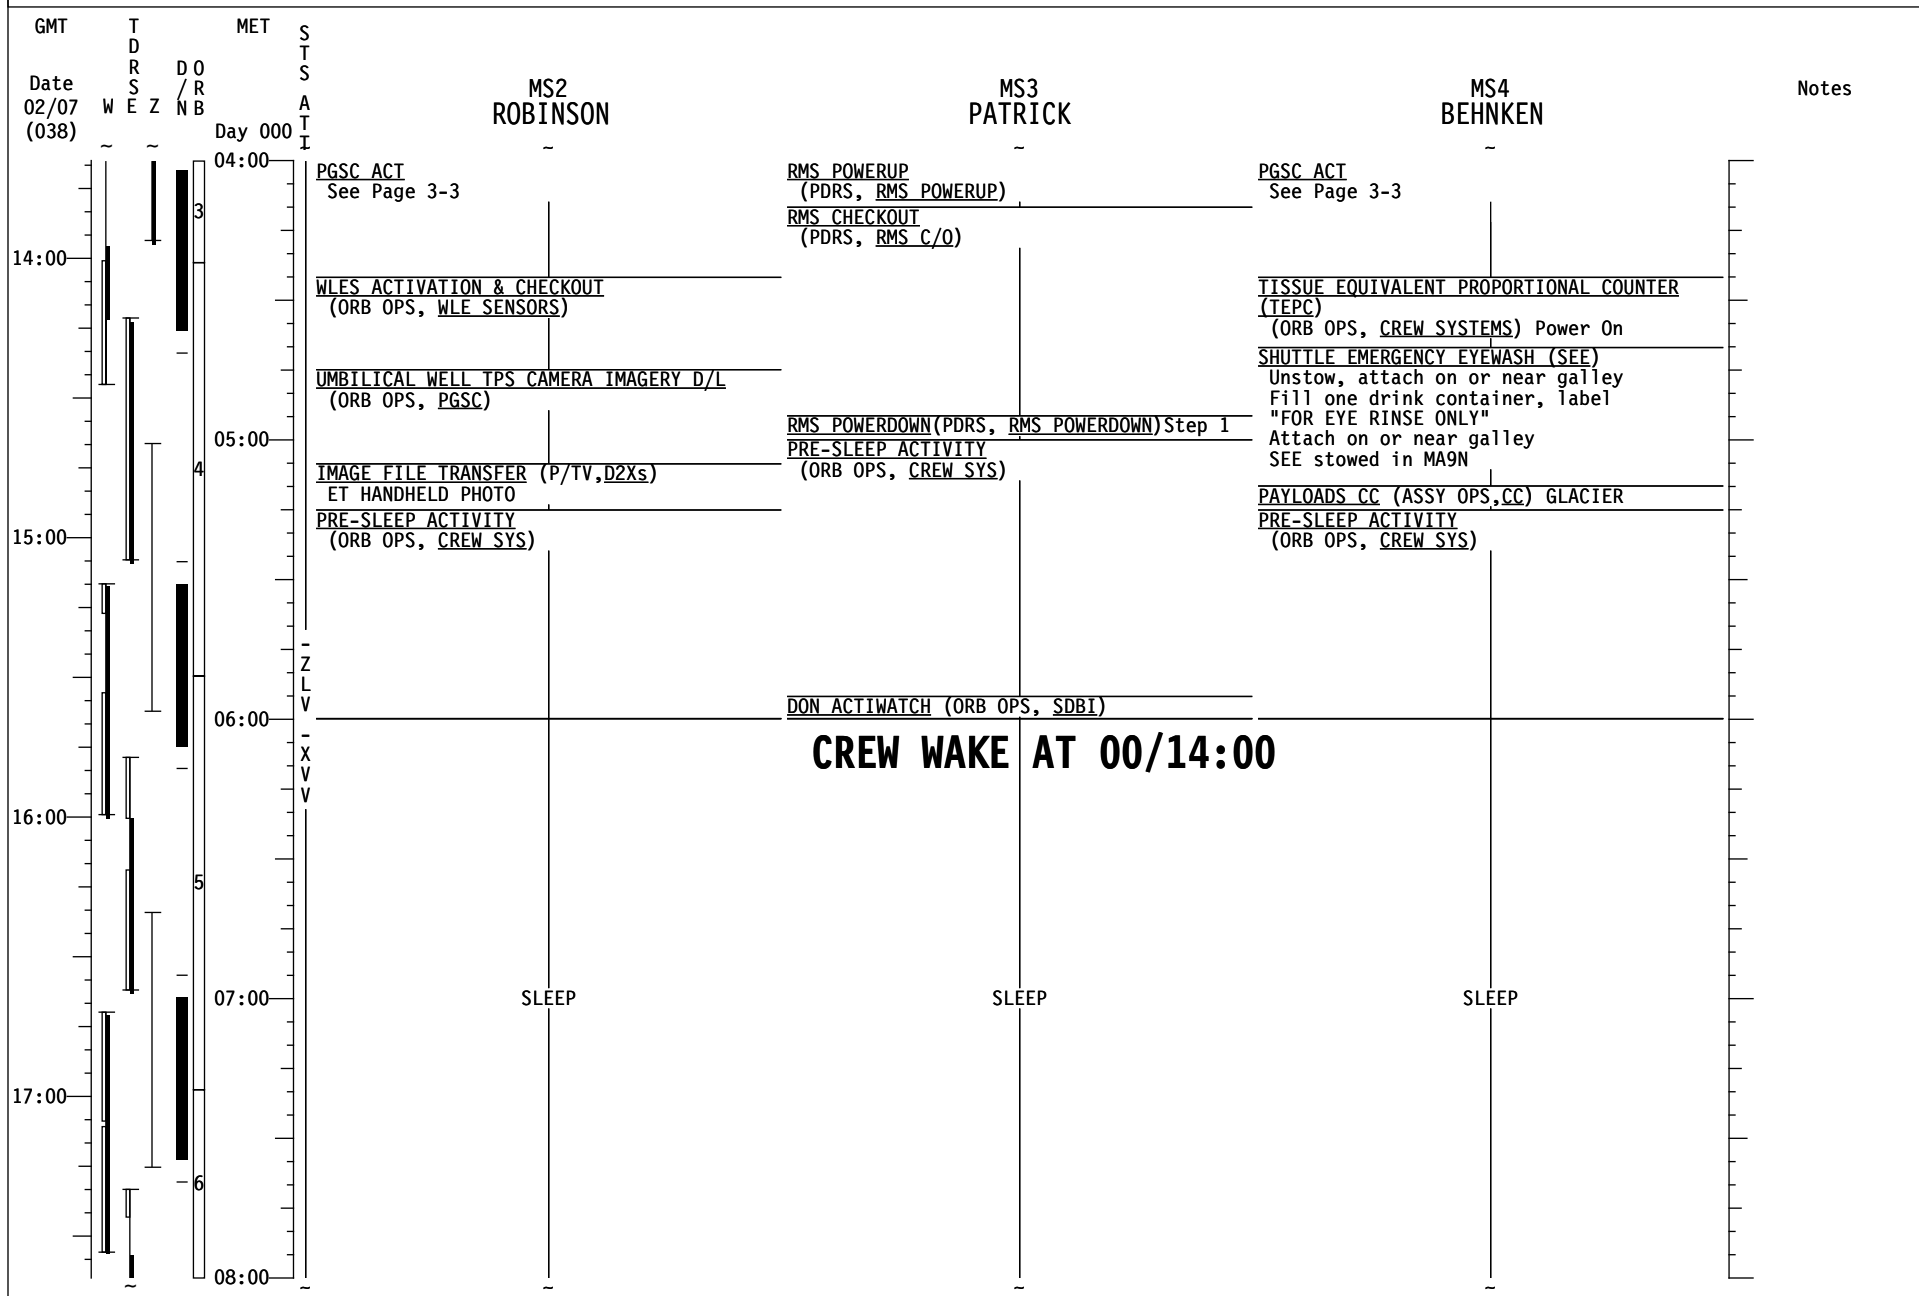 GMT
TDRS
MET
STS ATT
Date
02/07
(038)
W E Z
D/N
ORB
Day 000
MS2
ROBINSON
MS3
PATRICK
MS4
BEHNKEN
Notes
04:00
PGSC ACT
See Page 3-3
WLES ACTIVATION & CHECKOUT
(ORB OPS, WLE SENSORS)
UMBILICAL WELL TPS CAMERA IMAGERY D/L
(ORB OPS, PGSC)
IMAGE FILE TRANSFER (P/TV,D2Xs)
ET HANDHELD PHOTO
PRE-SLEEP ACTIVITY
(ORB OPS, CREW SYS)
SLEEP
RMS POWERUP
(PDRS, RMS POWERUP)
RMS CHECKOUT
(PDRS, RMS C/O)
RMS POWERDOWN(PDRS, RMS POWERDOWN)Step 1
PRE-SLEEP ACTIVITY
(ORB OPS, CREW SYS)
DON ACTIWATCH (ORB OPS, SDBI)
CREW WAKE AT 00/14:00
SLEEP
PGSC ACT
See Page 3-3
TISSUE EQUIVALENT PROPORTIONAL COUNTER
(TEPC)
(ORB OPS, CREW SYSTEMS) Power On
SHUTTLE EMERGENCY EYEWASH (SEE)
Unstow, attach on or near galley
Fill one drink container, label
"FOR EYE RINSE ONLY"
Attach on or near galley
SEE stowed in MA9N
PAYLOADS CC (ASSY OPS,CC) GLACIER
PRE-SLEEP ACTIVITY
(ORB OPS, CREW SYS)
SLEEP
14:00
15:00
16:00
17:00
3
4
5
6
05:00
06:00
07:00
08:00
-ZLV
-XVV